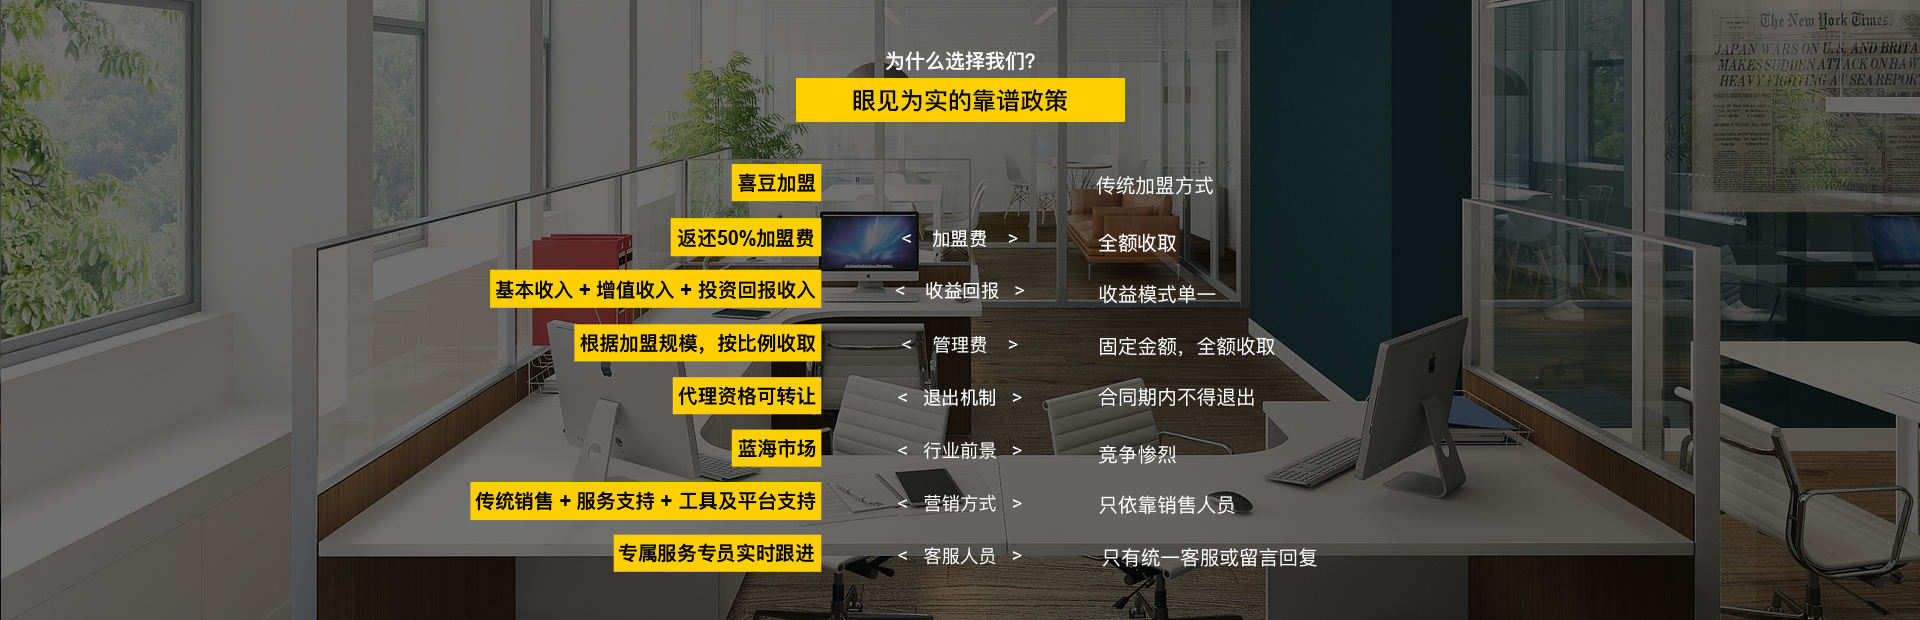 为什么选择我们?
眼见为实的靠谱政策
喜豆加盟 传统加盟方式
返还50%加盟费 < 加盟费 > 全额收取
基本收入 + 增值收入 + 投资回报收入 < 收益回报 > 收益模式单一
根据加盟规模，按比例收取 < 管理费 > 固定金额，全额收取
代理资格可转让 < 退出机制 > 合同期内不得退出
蓝海市场 < 行业前景 > 竞争惨烈
传统销售 + 服务支持 + 工具及平台支持 < 营销方式 > 只依靠销售人员
专属服务专员实时跟进 < 客服人员 > 只有统一客服或留言回复
The New York Times.
JAPAN WARS ON U.S. AND BRITA
MAKES SUDDEN ATTACK ON HAW
HEAVY FIGHTING AT SEA REPOR